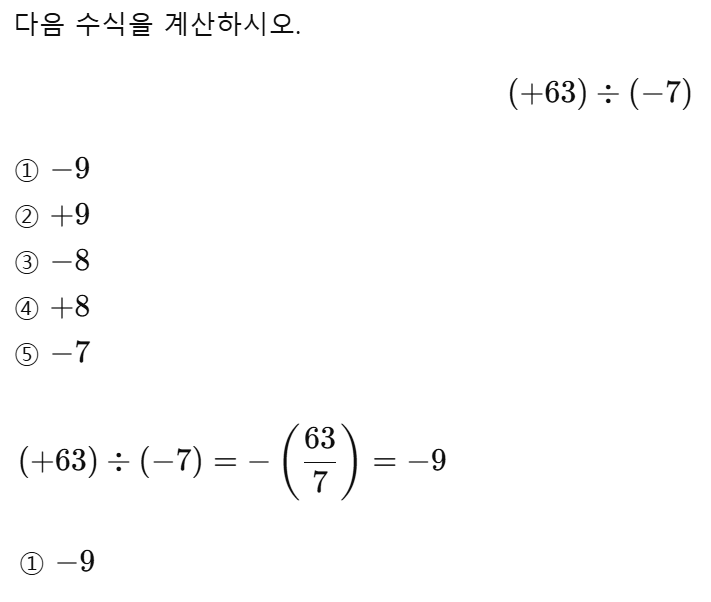 다음 수식을 계산하시오.
(+63) ÷ (−7)
① −9
② +9
③ −8
④ +8
⑤ −7
(+63) ÷ (−7) = −(63/7) = −9
① −9